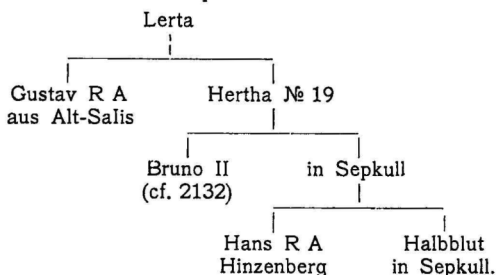 Lerta
Gustav R A
aus Alt-Salis
Hertha № 19
Bruno II
(cf. 2132)
in Sepkull
Hans R A
Hinzenberg
Halbblut
in Sepkull.